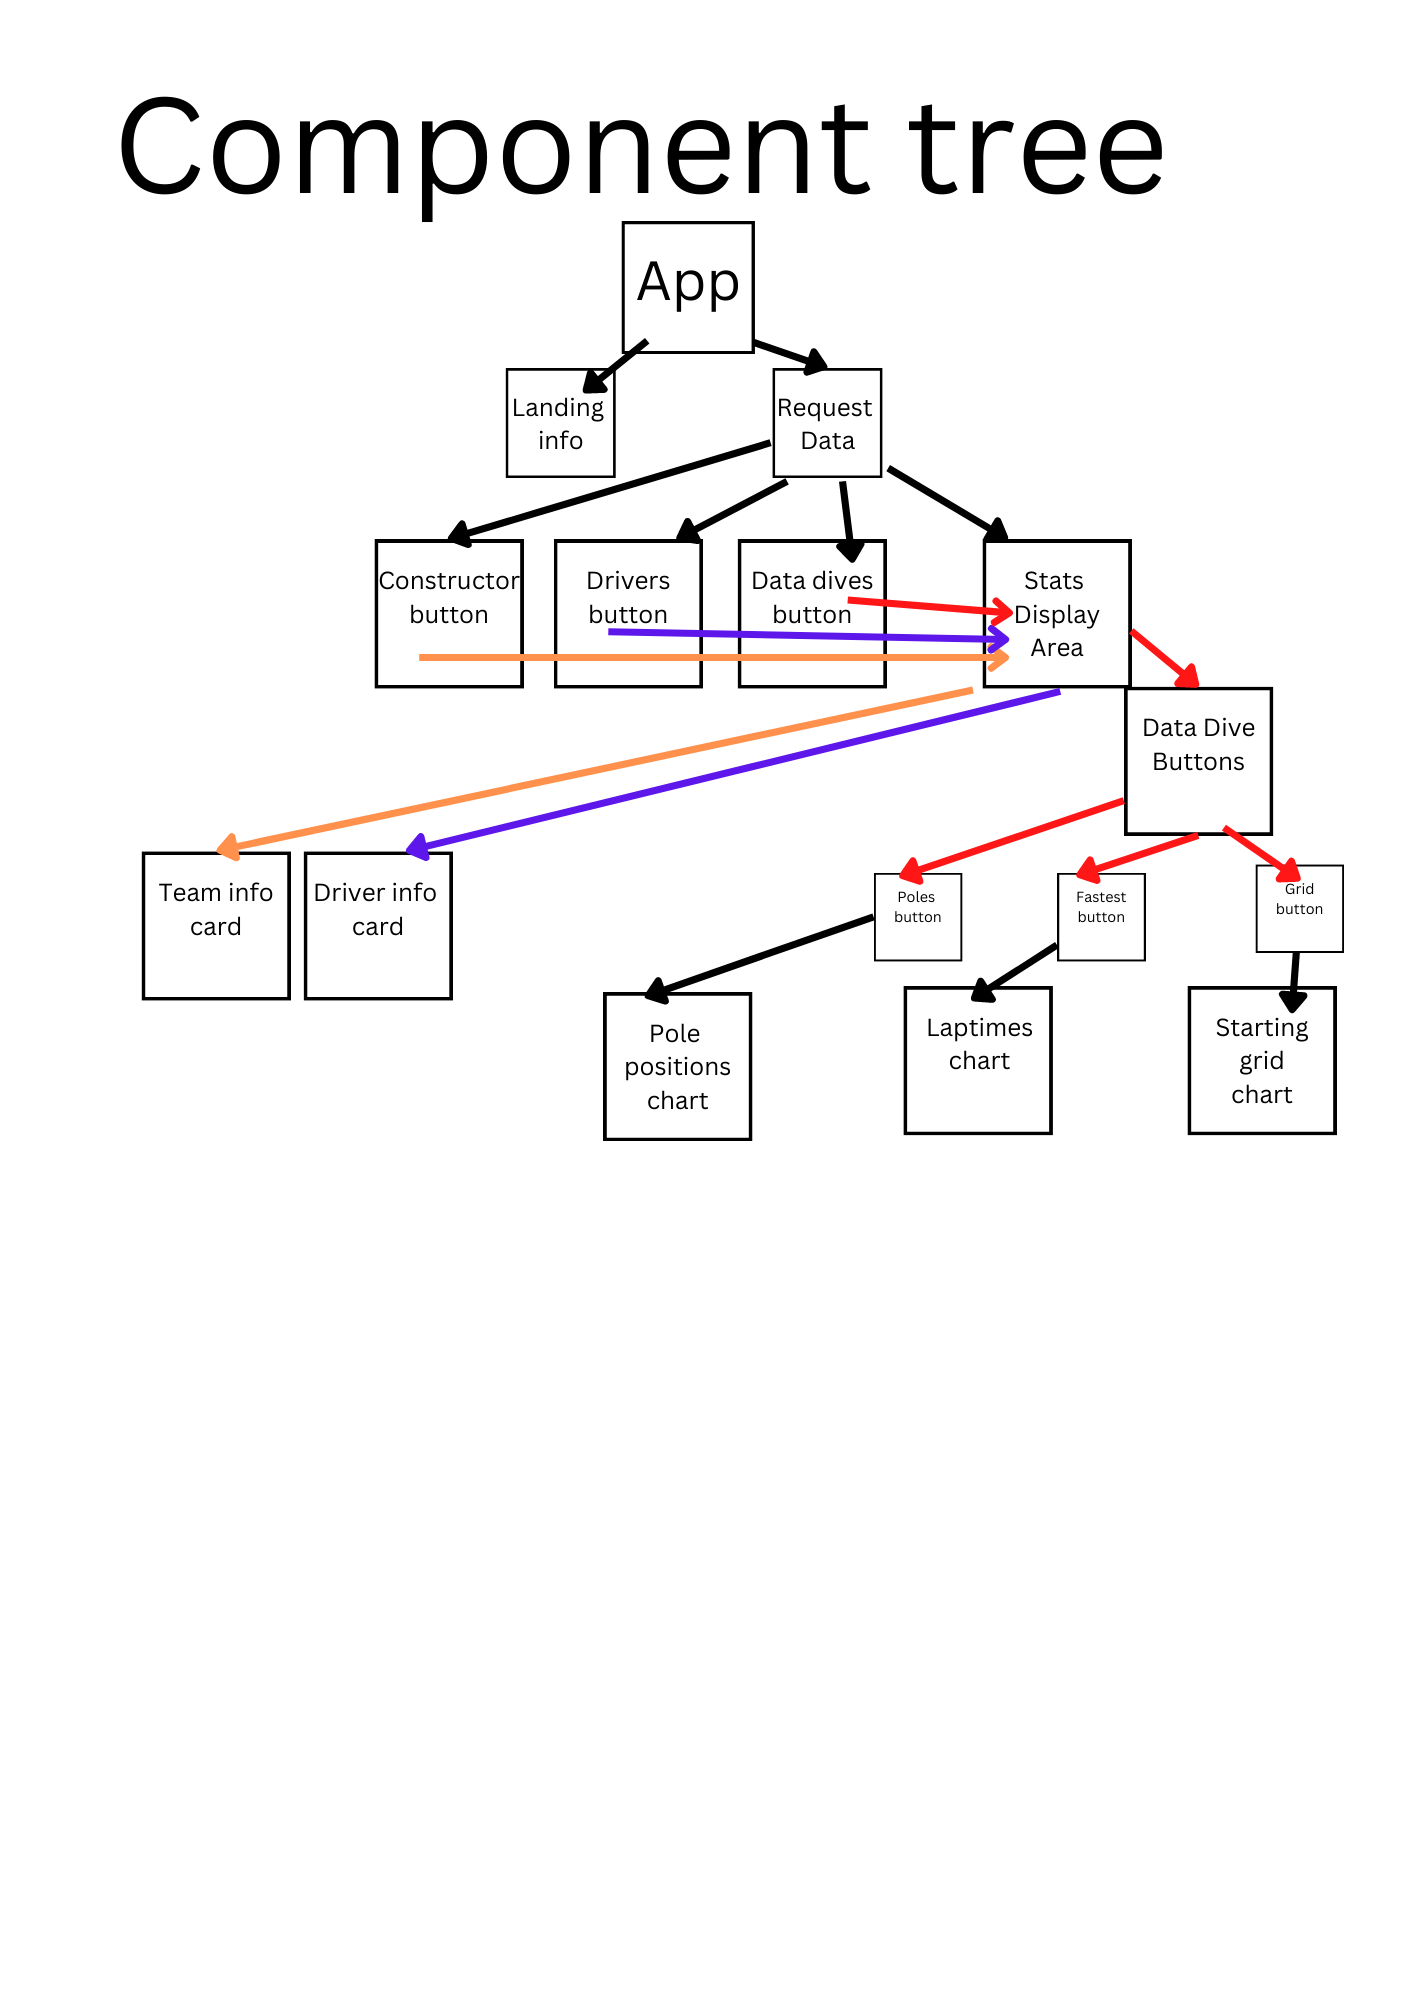 Component tree
App
Landing
info
Request
Data
Constructor
button
Drivers
button
Data dives
button
Stats
Display
Area
Data Dive
Buttons
Team info
card
Driver info
card
Poles
button
Fastest
button
Grid
button
Pole
positions
chart
Laptimes
chart
Starting
grid
chart